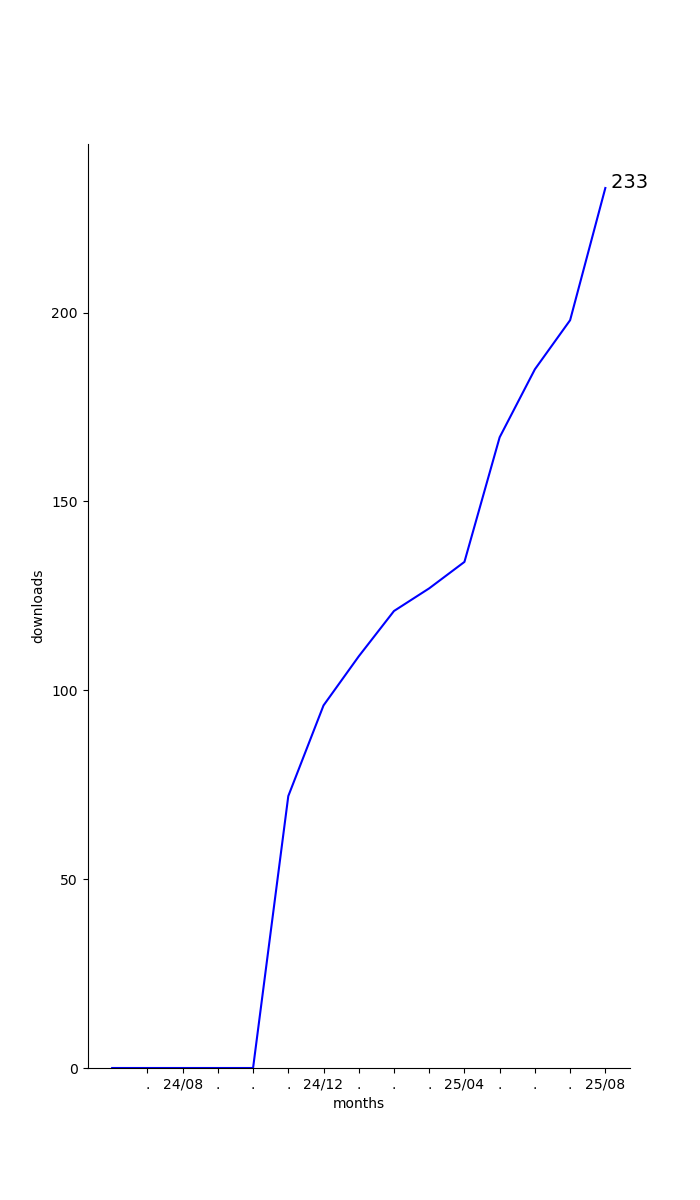 233
200
150
downloads
100
50
0
. 24/08 . . . 24/12 . . . 25/04 . . . 25/08
months